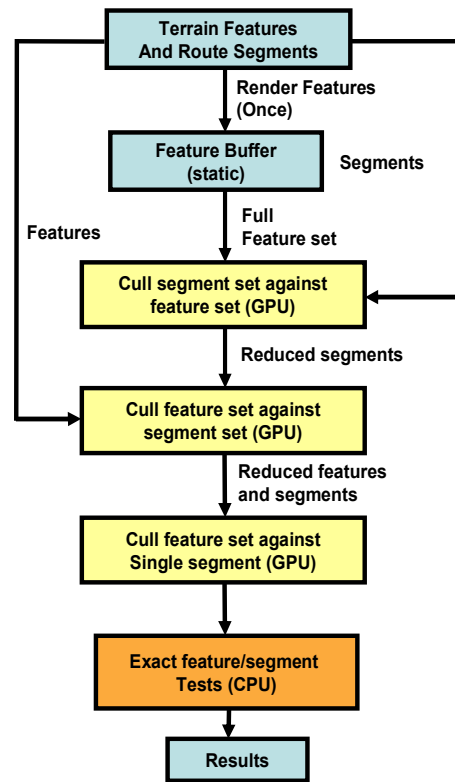 Terrain Features
And Route Segments
Render Features
(Once)
Feature Buffer
(static)
Segments
Features
Full
Feature set
Cull segment set against
feature set (GPU)
Reduced segments
Cull feature set against
segment set (GPU)
Reduced features
and segments
Cull feature set against
Single segment (GPU)
Exact feature/segment
Tests (CPU)
Results